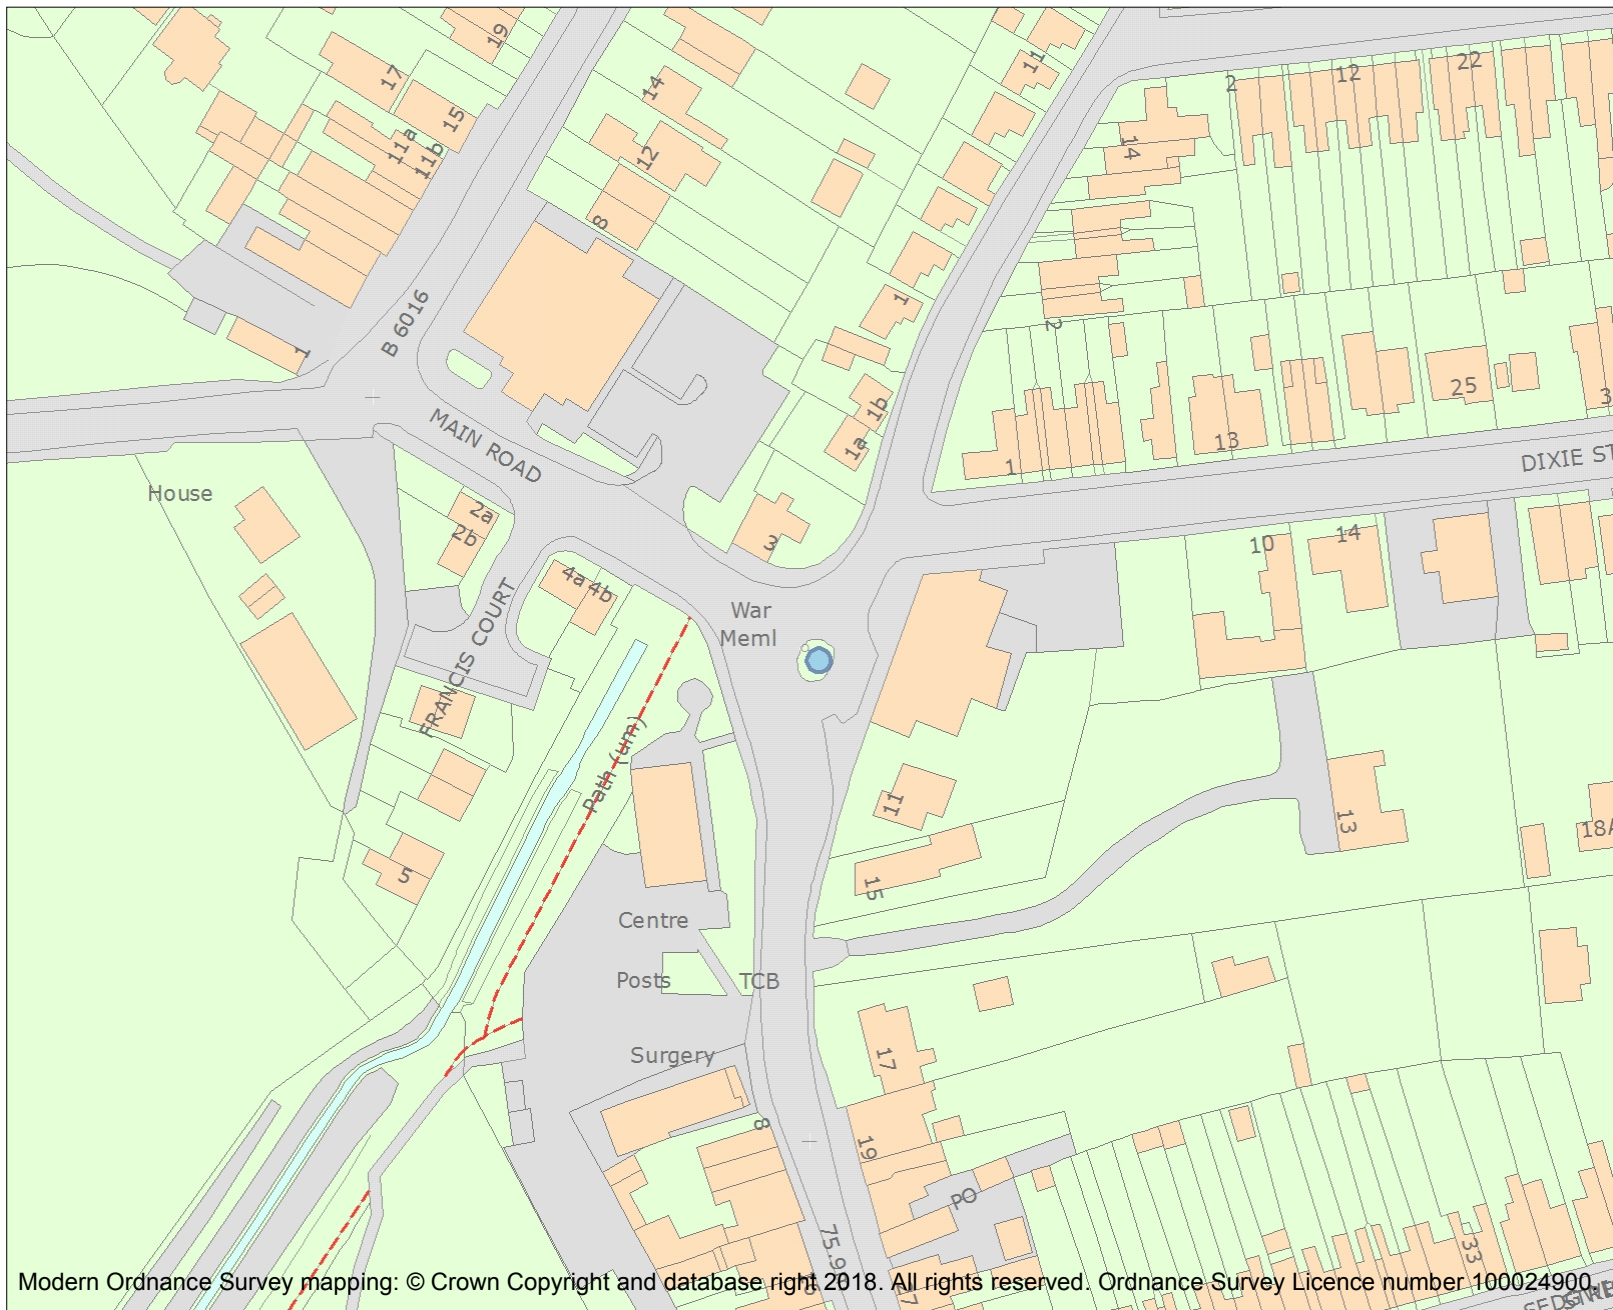 19
17
15
11a
11b
14
12
8
11
2
12
22
14
1
B 6016
1
2
1b
1a
25
MAIN ROAD
13
1
DIXIE ST
House
2a
2b
3
10
14
4a
4b
War
Meml
FRANCIS COURT
Path (um)
11
13
18A
15
5
Centre
Posts
TCB
Surgery
17
8
19
PO
33
75.9
27
Modern Ordnance Survey mapping: © Crown Copyright and database right 2018. All rights reserved. Ordnance Survey Licence number 100024900.